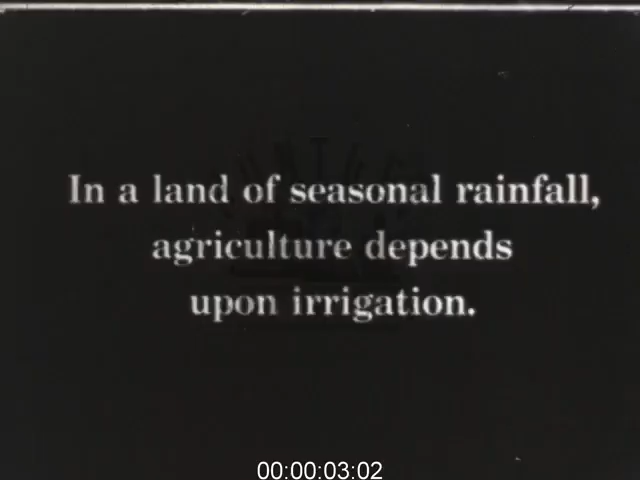 In a land of seasonal rainfall,
agriculture depends
upon irrigation.
00:00:03:02